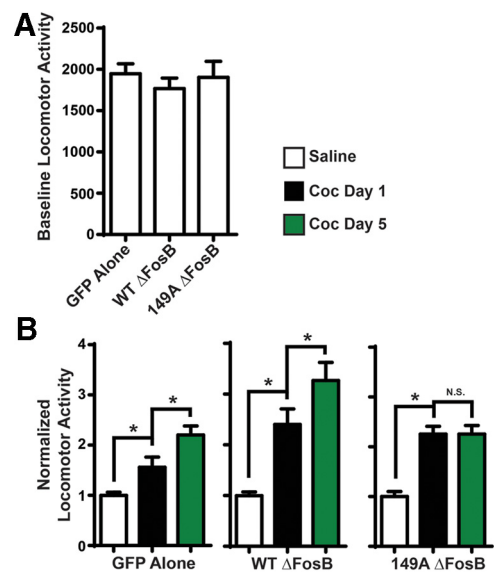 A
Baseline Locomotor Activity
2500
2000
1500
1000
500
0
GFP Alone
WT ΔFosB
149A ΔFosB
Saline
Coc Day 1
Coc Day 5
B
Normalized
Locomotor Activity
4
3
2
1
0
*
*
GFP Alone
*
*
WT ΔFosB
*
N.S.
149A ΔFosB